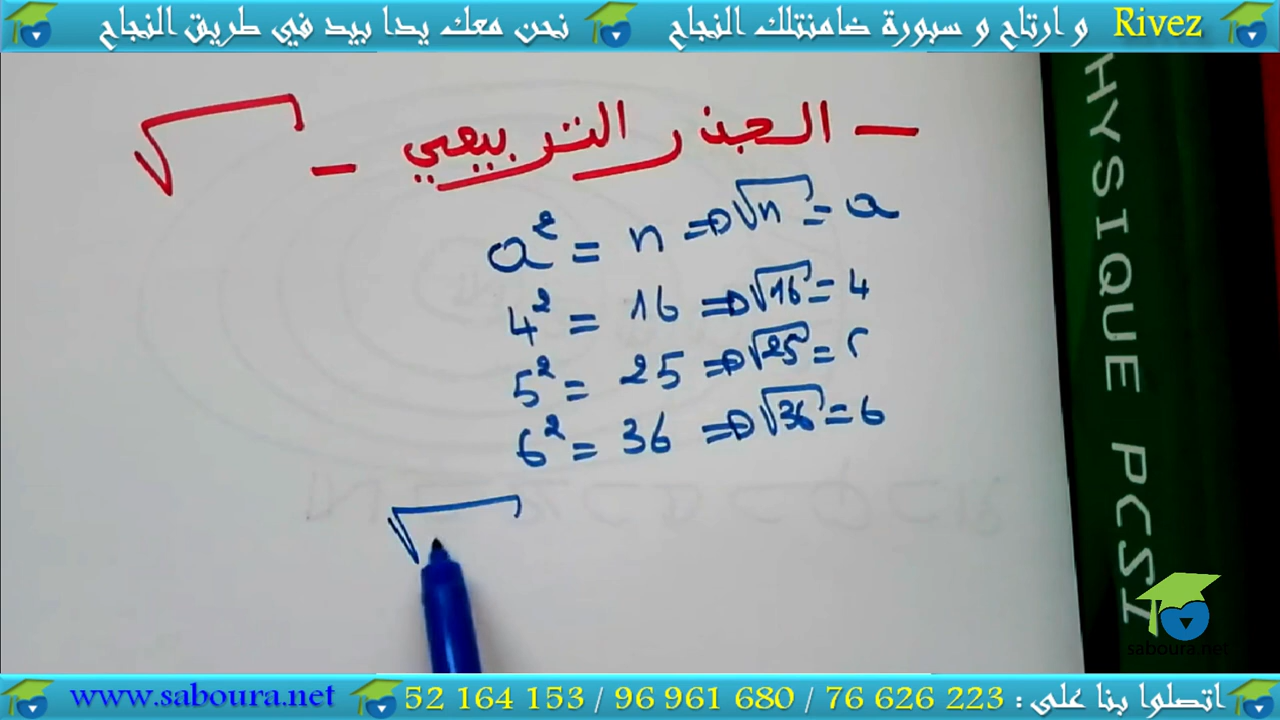 Rivez و ارتاح و سبورة ضامنتلك النجاح نحن معك يدا بيد في طريق النجاح
— الجذر التربيعي — √
a² = n ⇒ √n = a
4² = 16 ⇒ √16 = 4
5² = 25 ⇒ √25 = 5
6² = 36 ⇒ √36 = 6
√
PHYSIQUE PCSI
saboura.net
اتصلوا بنا على : 52 164 153 / 96 961 680 / 76 626 223
www.saboura.net